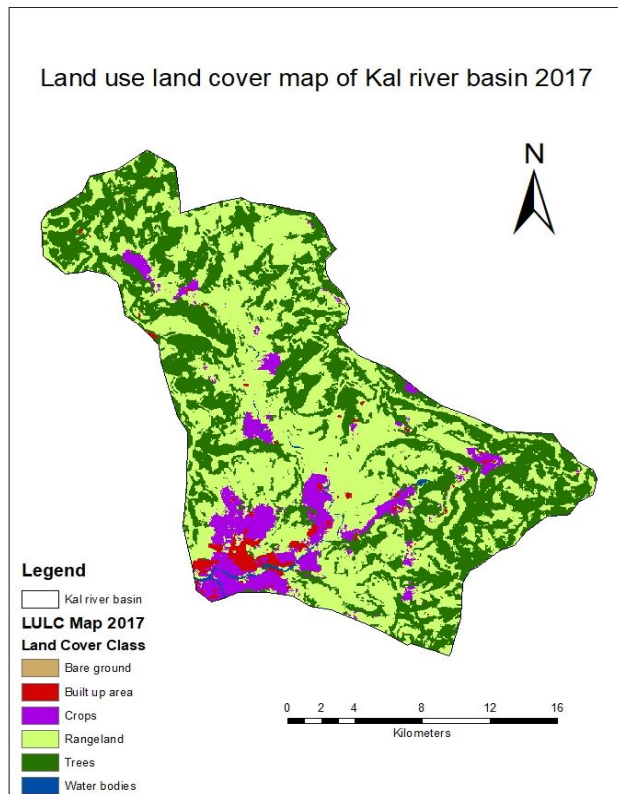 Land use land cover map of Kal river basin 2017
N
Legend
Kal river basin
LULC Map 2017
Land Cover Class
Bare ground
Built up area
Crops
Rangeland
Trees
Water bodies
0 2 4 8 12 16
Kilometers